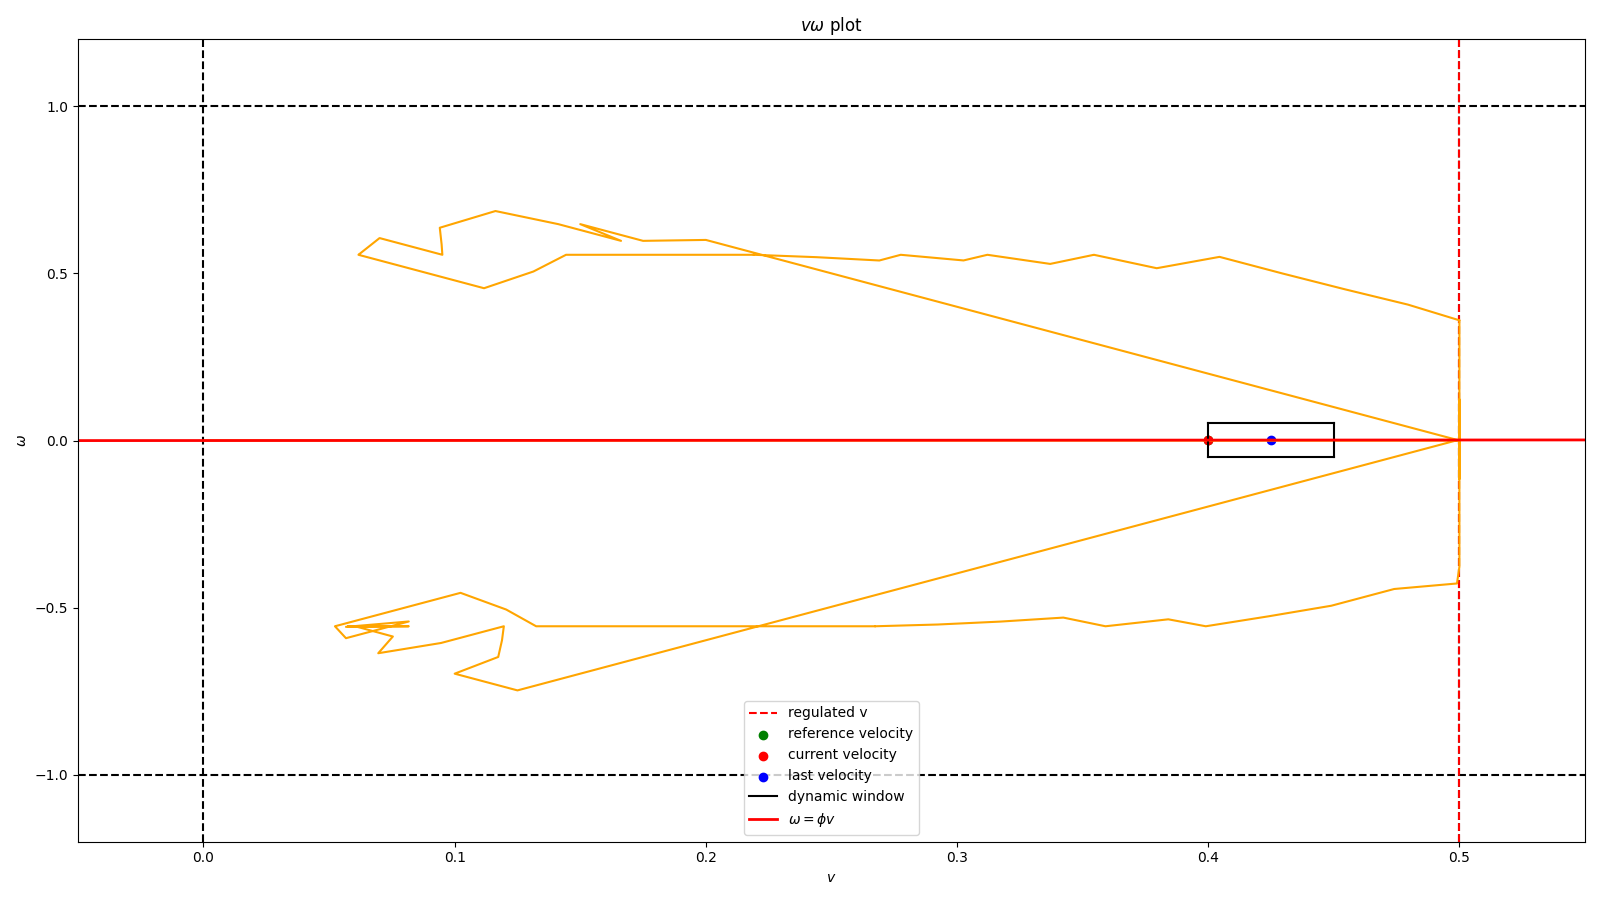 vω plot
ω
1.0
0.5
0.0
−0.5
−1.0
regulated v
reference velocity
current velocity
last velocity
dynamic window
ω = ϕv
0.0 0.1 0.2 0.3 0.4 0.5
v